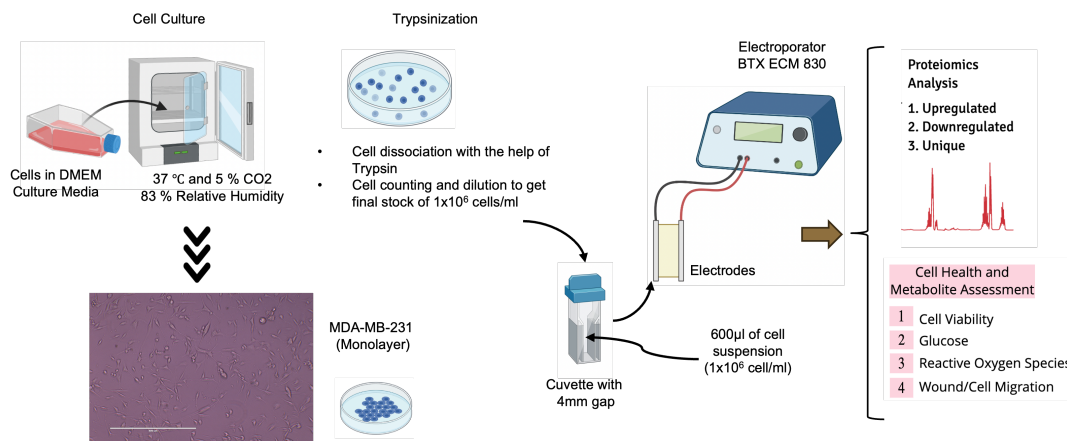 Cell Culture
Cells in DMEM
Culture Media
37 °C and 5 % CO2
83 % Relative Humidity
MDA-MB-231
(Monolayer)
Trypsinization
• Cell dissociation with the help of
Trypsin
• Cell counting and dilution to get
final stock of 1x10⁶ cells/ml
Cuvette with
4mm gap
600µl of cell
suspension
(1x10⁶ cell/ml)
Electroporator
BTX ECM 830
Electrodes
Proteiomics
Analysis
1. Upregulated
2. Downregulated
3. Unique
Cell Health and
Metabolite Assessment
1 Cell Viability
2 Glucose
3 Reactive Oxygen Species
4 Wound/Cell Migration